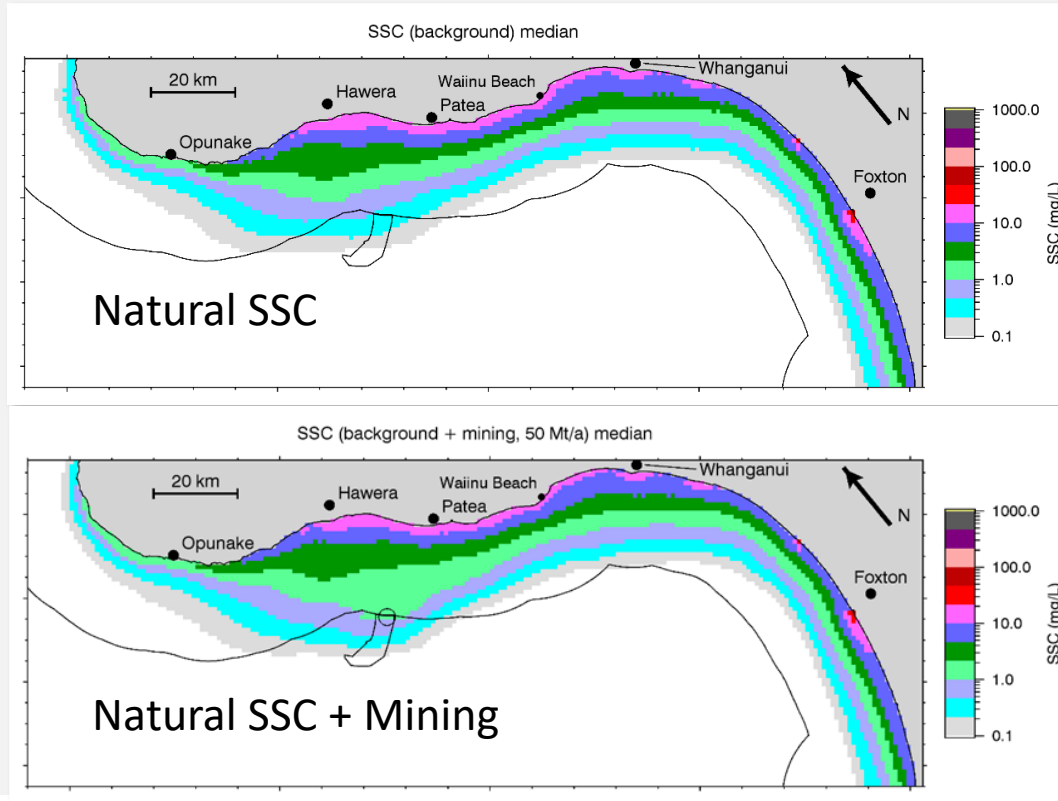 SSC (background) median
20 km
Hawera
Waiinu Beach
Patea
Whanganui
Opunake
N
Foxton
1000.0
100.0
10.0
1.0
0.1
SSC (mg/L)
Natural SSC
SSC (background + mining, 50 Mt/a) median
20 km
Hawera
Waiinu Beach
Patea
Whanganui
Opunake
N
Foxton
1000.0
100.0
10.0
1.0
0.1
SSC (mg/L)
Natural SSC + Mining